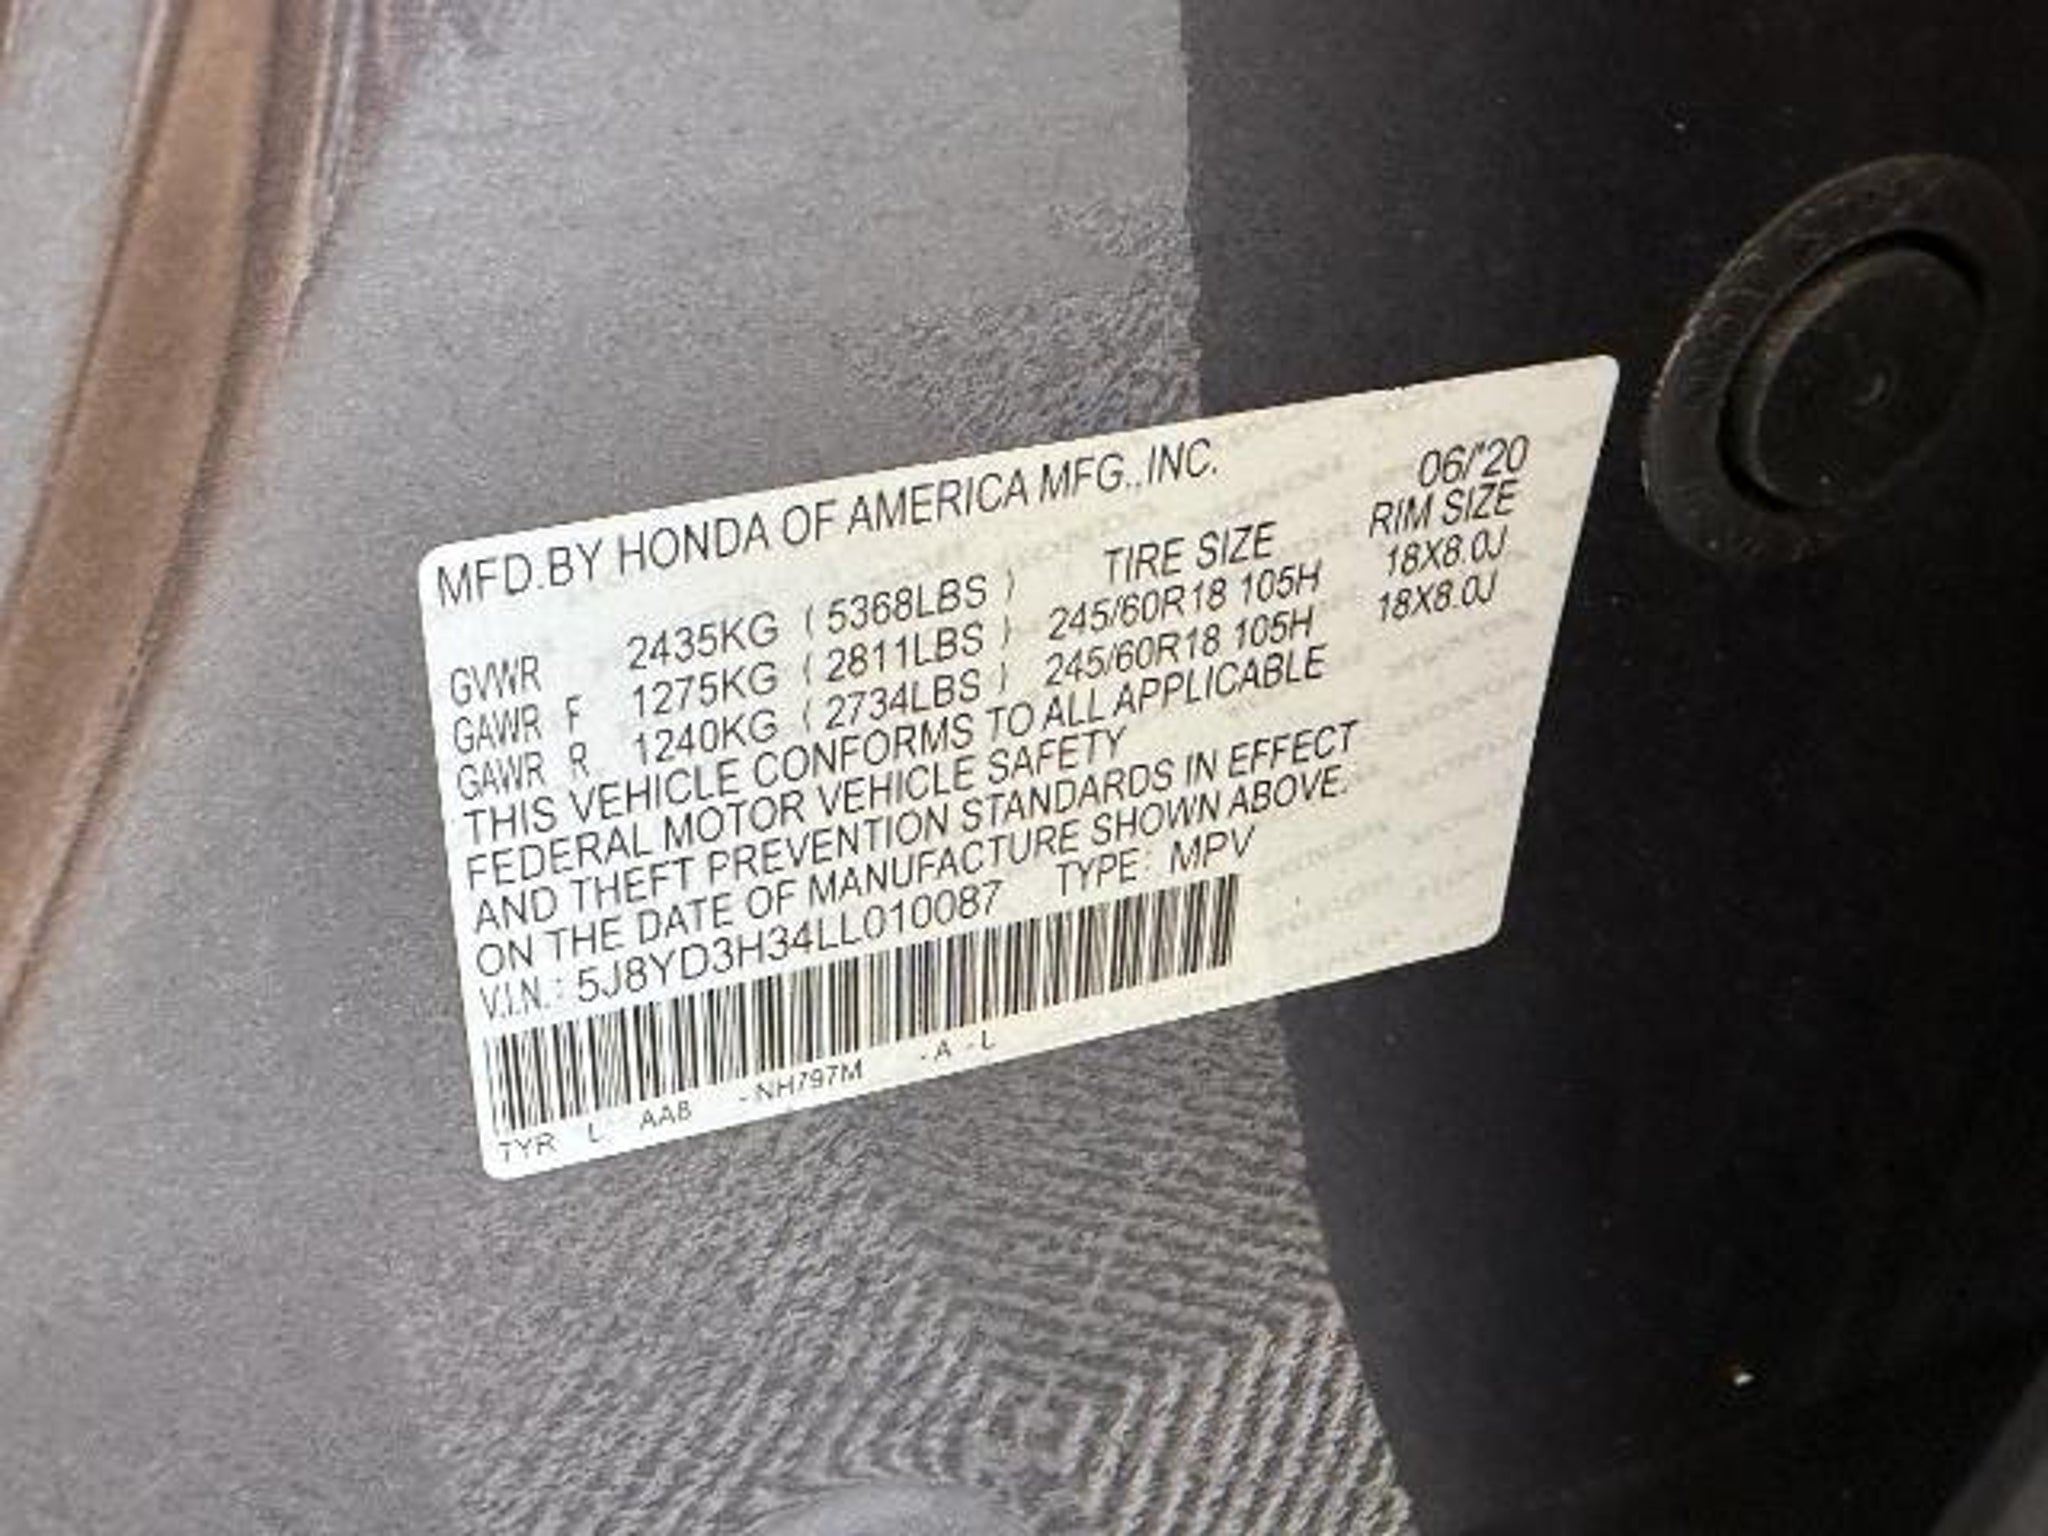 MFD.BY HONDA OF AMERICA MFG.,INC. 06/'20
TIRE SIZE RIM SIZE
GVWR 2435KG ( 5368LBS )
GAWR F 1275KG ( 2811LBS ) 245/60R18 105H 18X8.0J
GAWR R 1240KG ( 2734LBS ) 245/60R18 105H 18X8.0J
THIS VEHICLE CONFORMS TO ALL APPLICABLE
FEDERAL MOTOR VEHICLE SAFETY
AND THEFT PREVENTION STANDARDS IN EFFECT
ON THE DATE OF MANUFACTURE SHOWN ABOVE.
V.I.N.: 5J8YD3H34LL010087 TYPE: MPV
TYR L AA8 -NH797M -A -L